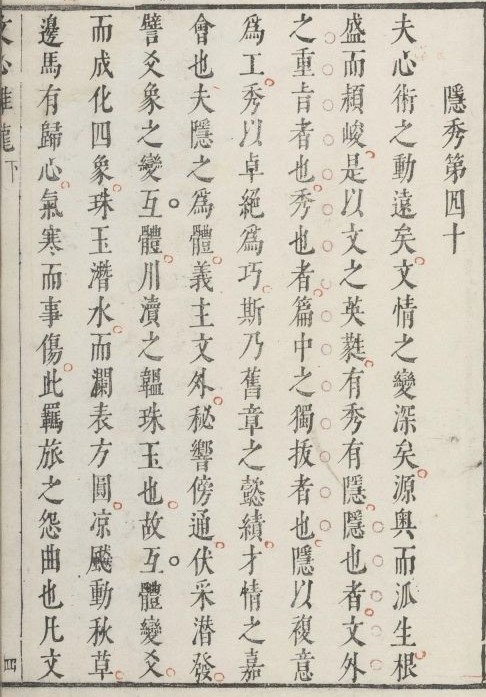 隱秀第四十
夫心術之動遠矣文情之變深矣源奧而泒生根
盛而頴峻是以文之英蕤有秀有隱隱也者文外
之重旨者也秀也者篇中之獨拔者也隱以複意
爲工秀以卓絕爲巧斯乃舊章之懿績才情之嘉
會也夫隱之爲體義主文外秘響傍通伏采潜發
譬爻象之變互體川瀆之韞珠玉也故互體變爻
而成化四象珠玉潛水而瀾表方圓凉飈動秋草
邊馬有歸心氣寒而事傷此羈旅之怨曲也凡文
文心雕龍 下 四